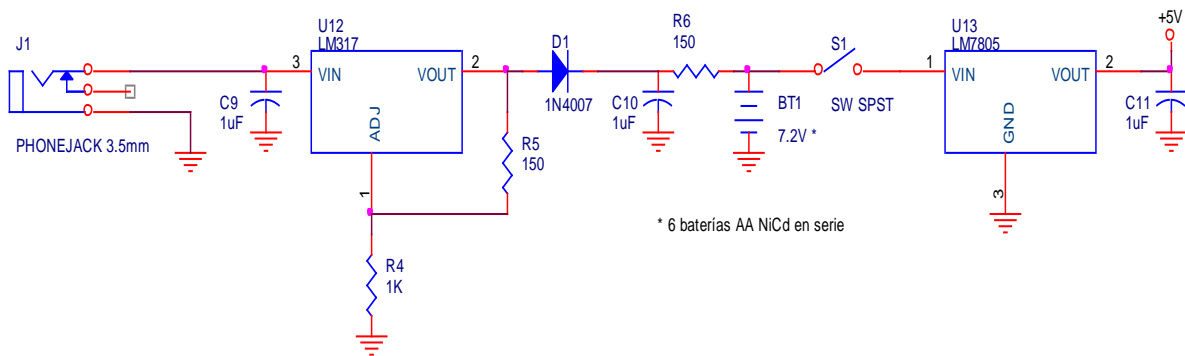 J1
PHONEJACK 3.5mm
C9
1uF
U12
LM317
3
VIN
VOUT
2
ADJ
1
R5
150
R4
1K
D1
1N4007
C10
1uF
R6
150
BT1
7.2V *
S1
SW SPST
* 6 baterías AA NiCd en serie
U13
LM7805
1
VIN
VOUT
2
GND
3
+5V
C11
1uF